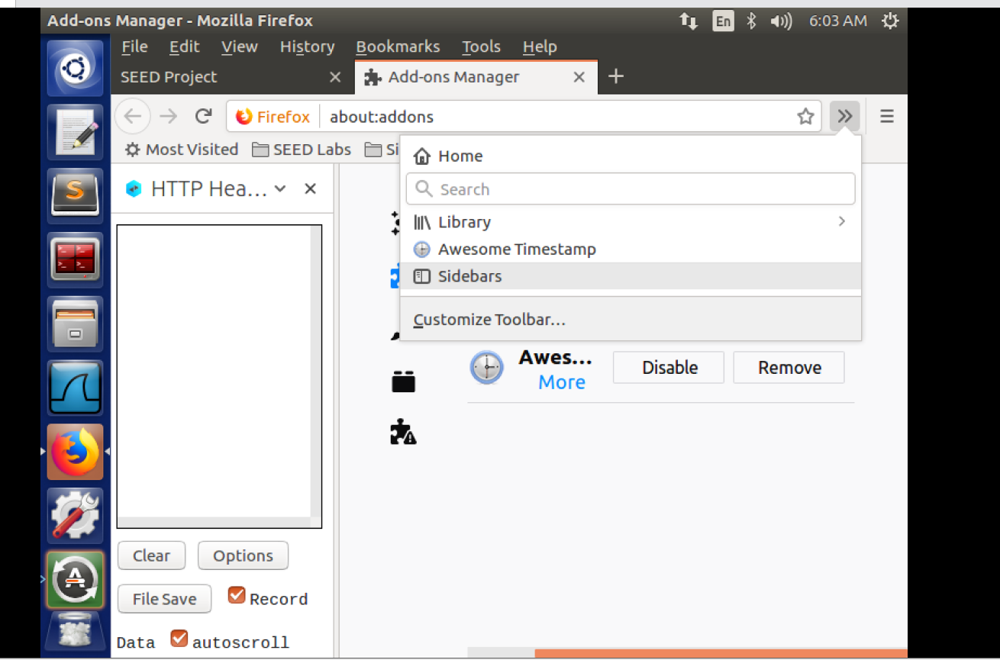 Add-ons Manager - Mozilla Firefox
En
6:03 AM
File Edit View History Bookmarks Tools Help
SEED Project
Add-ons Manager
Firefox
about:addons
Most Visited
SEED Labs
Si
Home
HTTP Hea...
Search
Library
Awesome Timestamp
Sidebars
Customize Toolbar...
Awes...
Disable
Remove
More
Clear
Options
File Save
Record
Data
autoscroll